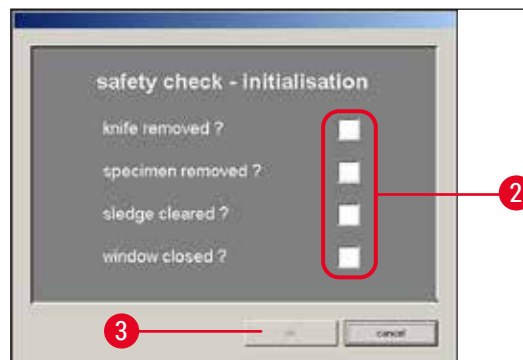 safety check - initialisation
knife removed ?
specimen removed ?
2
sledge cleared ?
window closed ?
3
cancel